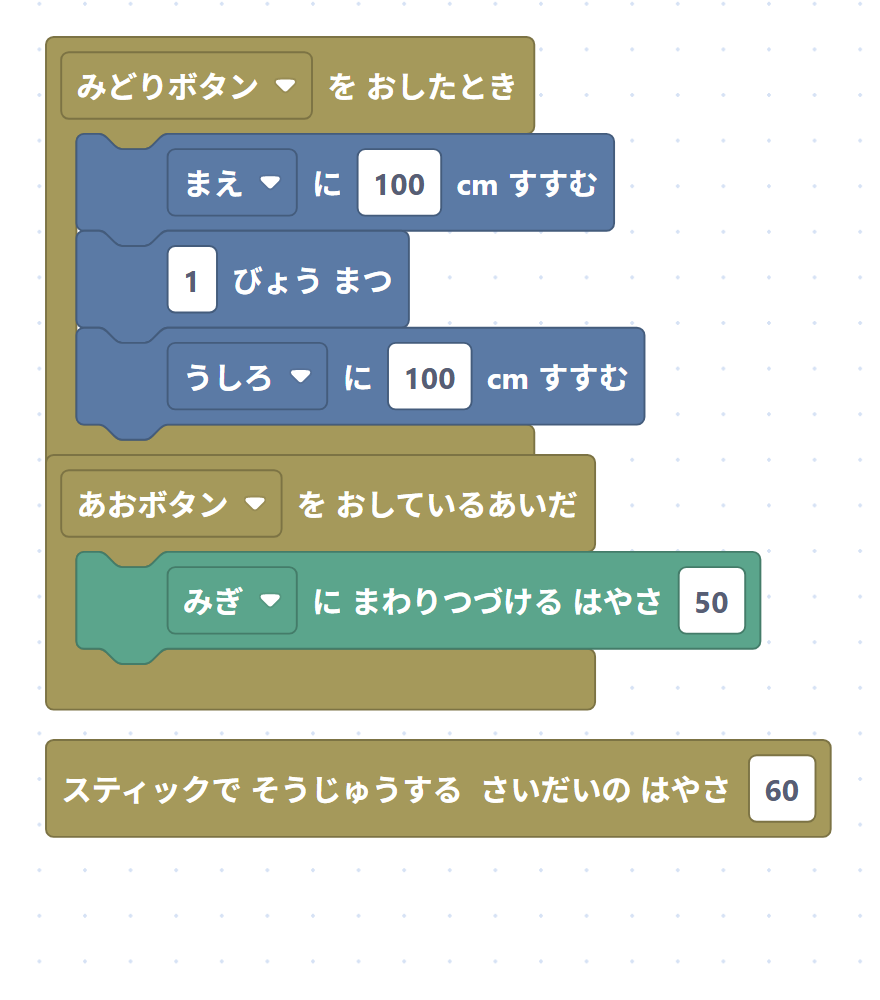 みどりボタン を おしたとき
まえ に 100 cm すすむ
1 びょう まつ
うしろ に 100 cm すすむ
あおボタン を おしているあいだ
みぎ に まわりつづける はやさ 50
スティックで そうじゅうする さいだいの はやさ 60